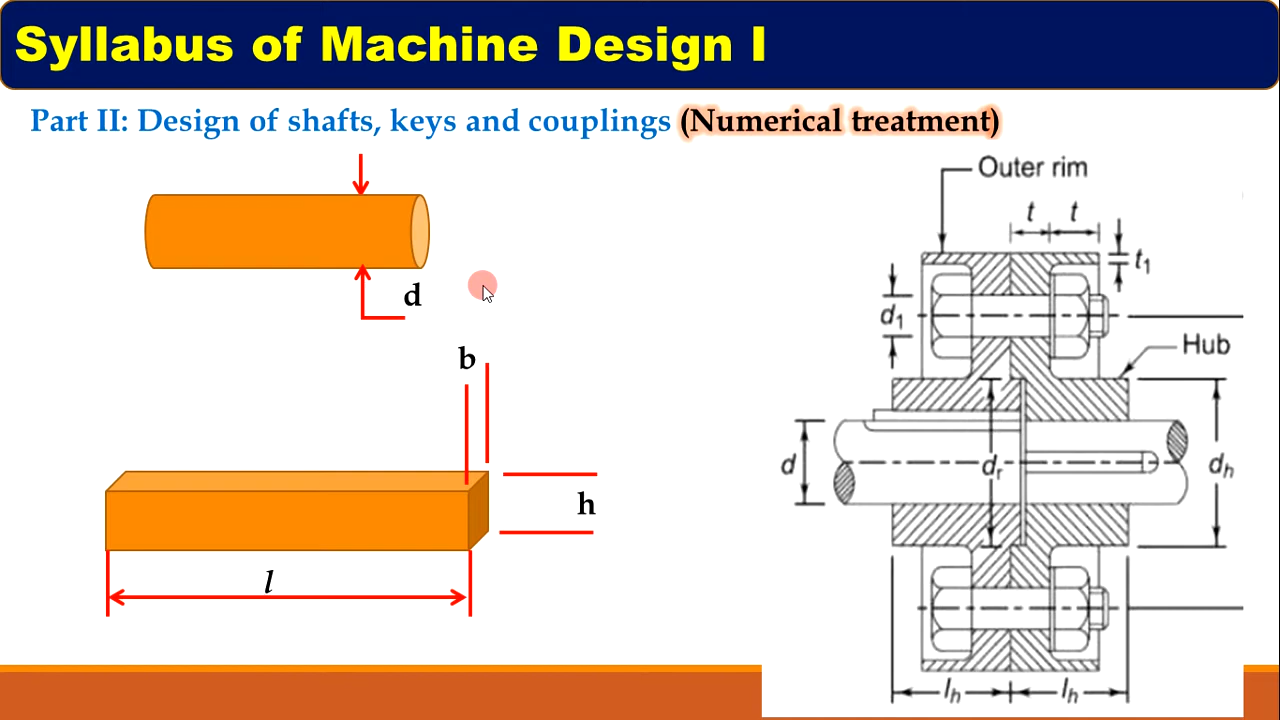 Syllabus of Machine Design I
Part II: Design of shafts, keys and couplings (Numerical treatment)
Outer rim
t t
t1
d
d1
Hub
b
d
dr
dh
h
l
lh lh